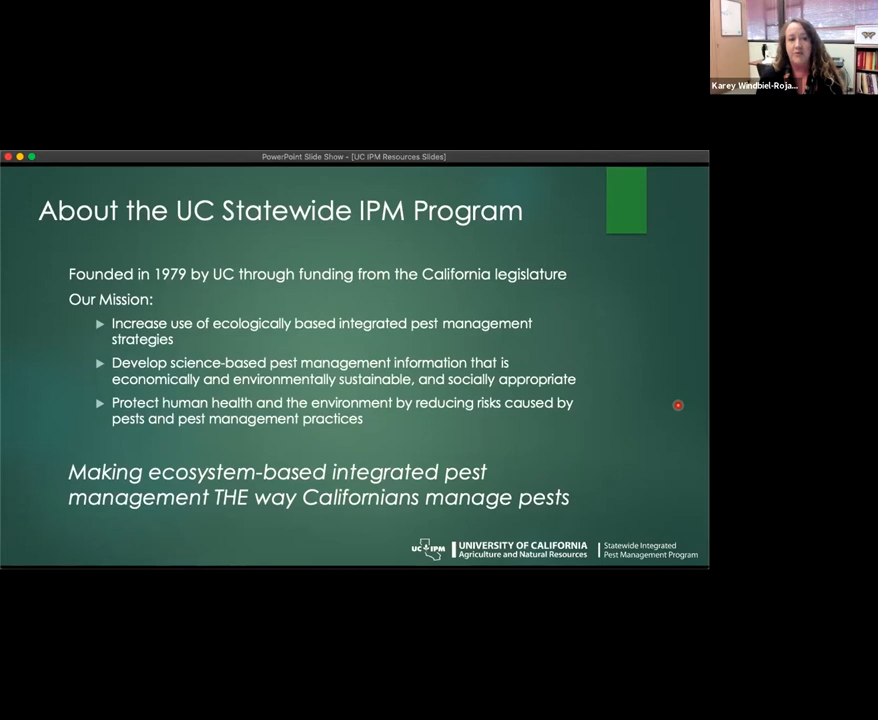 Karey Windbiel-Roja...
PowerPoint Slide Show - [UC IPM Resources Slides]
About the UC Statewide IPM Program
Founded in 1979 by UC through funding from the California legislature
Our Mission:
Increase use of ecologically based integrated pest management
strategies
Develop science-based pest management information that is
economically and environmentally sustainable, and socially appropriate
Protect human health and the environment by reducing risks caused by
pests and pest management practices
Making ecosystem-based integrated pest
management THE way Californians manage pests
UC IPM
UNIVERSITY OF CALIFORNIA
Agriculture and Natural Resources
Statewide Integrated
Pest Management Program